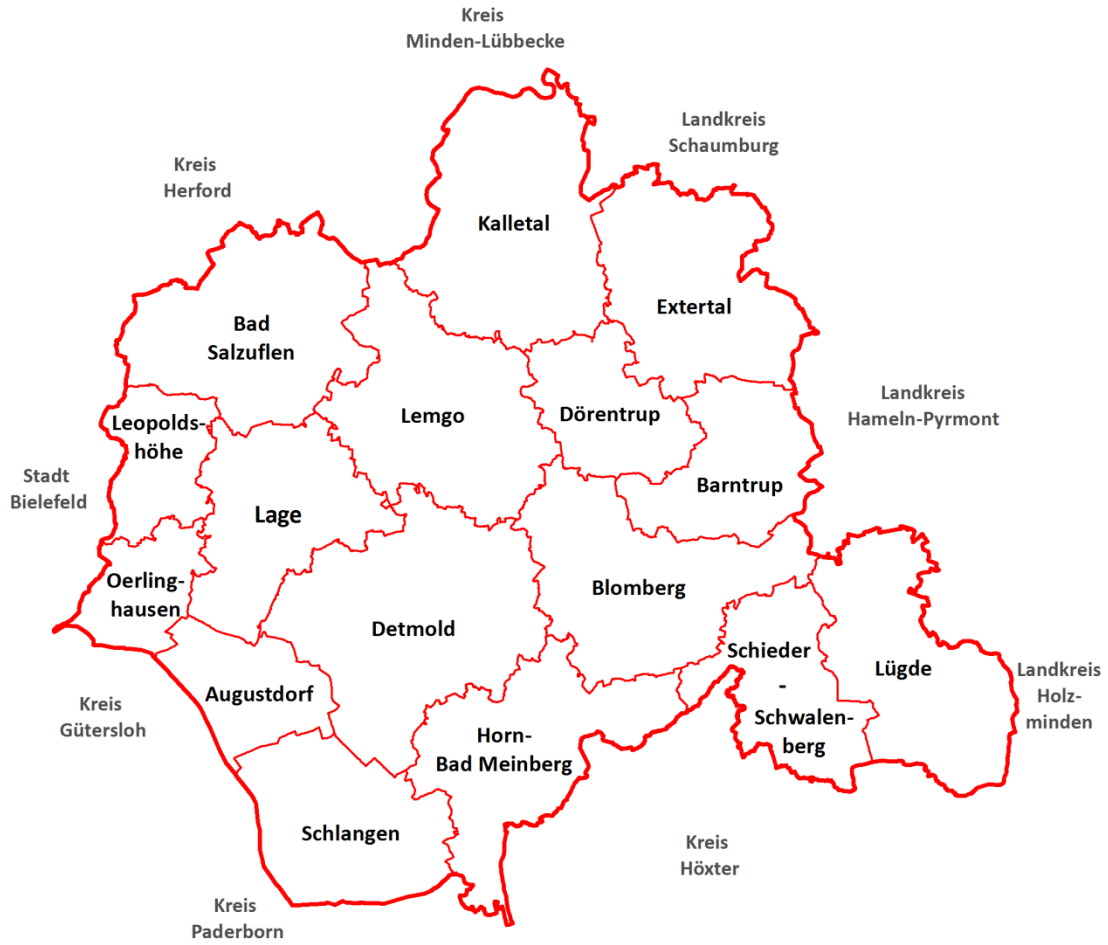 Kreis
Minden-Lübbecke
Landkreis
Schaumburg
Kreis
Herford
Kalletal
Extertal
Bad
Salzuflen
Landkreis
Hameln-Pyrmont
Leopolds-
höhe
Lemgo
Dörentrup
Stadt
Bielefeld
Barntrup
Lage
Oerling-
hausen
Blomberg
Detmold
Schieder
-
Schwalen-
berg
Lügde
Landkreis
Holz-
minden
Augustdorf
Kreis
Gütersloh
Horn-
Bad Meinberg
Schlangen
Kreis
Höxter
Kreis
Paderborn